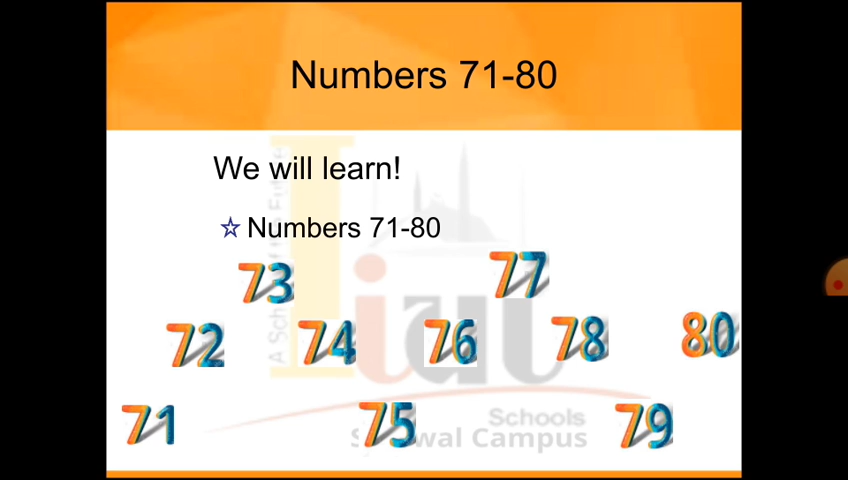 Numbers 71-80
We will learn!
☆ Numbers 71-80
73 77
72 74 76 78 80
71 75 79
Schools
wal Campus